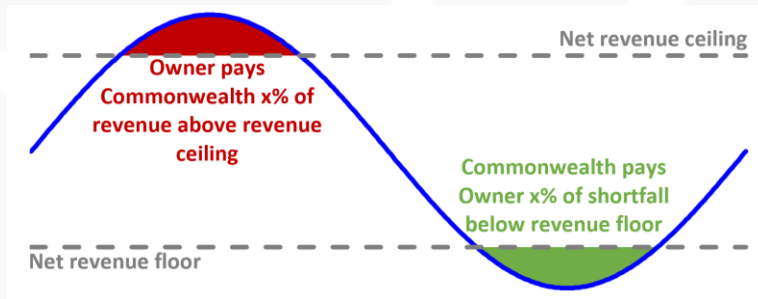 Net revenue ceiling
Owner pays
Commonwealth x% of
revenue above revenue
ceiling
Commonwealth pays
Owner x% of shortfall
below revenue floor
Net revenue floor